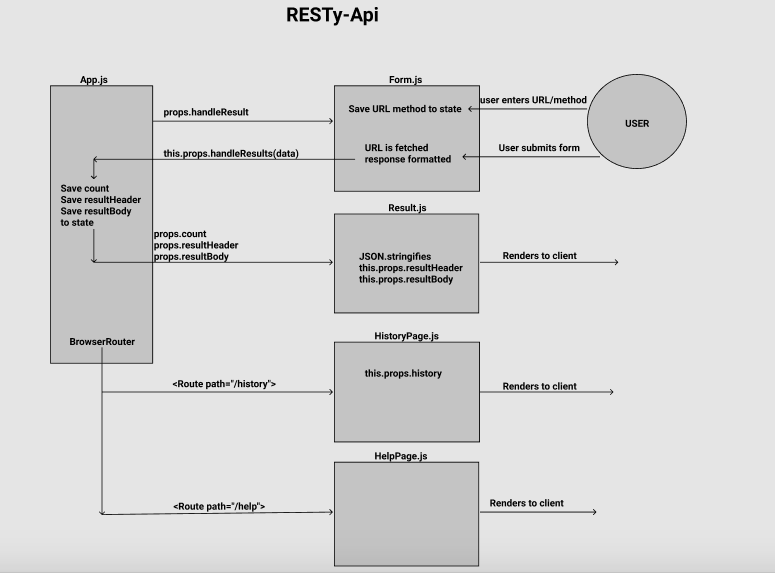 RESTy-Api
App.js
Form.js
props.handleResult
Save URL method to state
user enters URL/method
USER
this.props.handleResults(data)
URL is fetched
response formatted
User submits form
Save count
Save resultHeader
Save resultBody
to state
Result.js
props.count
props.resultHeader
props.resultBody
JSON.stringifies
this.props.resultHeader
this.props.resultBody
Renders to client
BrowserRouter
HistoryPage.js
this.props.history
<Route path="/history">
Renders to client
HelpPage.js
<Route path="/help">
Renders to client